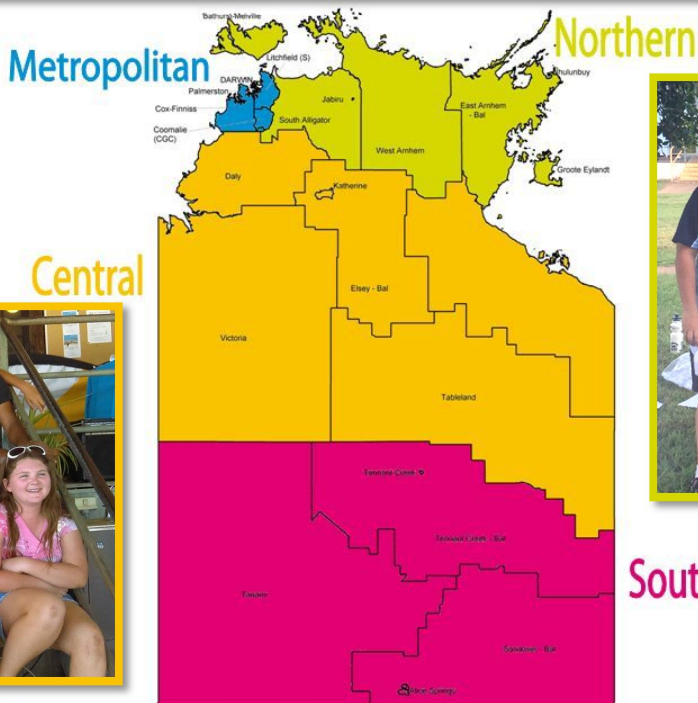 Northern
Bathurst-Melville
Metropolitan
Litchfield (S)
DARWIN
Palmerston
Cox-Finniss
Coomalie
(CGC)
Jabiru
South Alligator
East Arnhem
- Bal
West Arnhem
Groote Eylandt
Daly
Katherine
Central
Elsey - Bal
Victoria
Tableland
Tennant Creek
Tennant Creek - Bal
Sout
Tanami
Sandover - Bal
Alice Springs